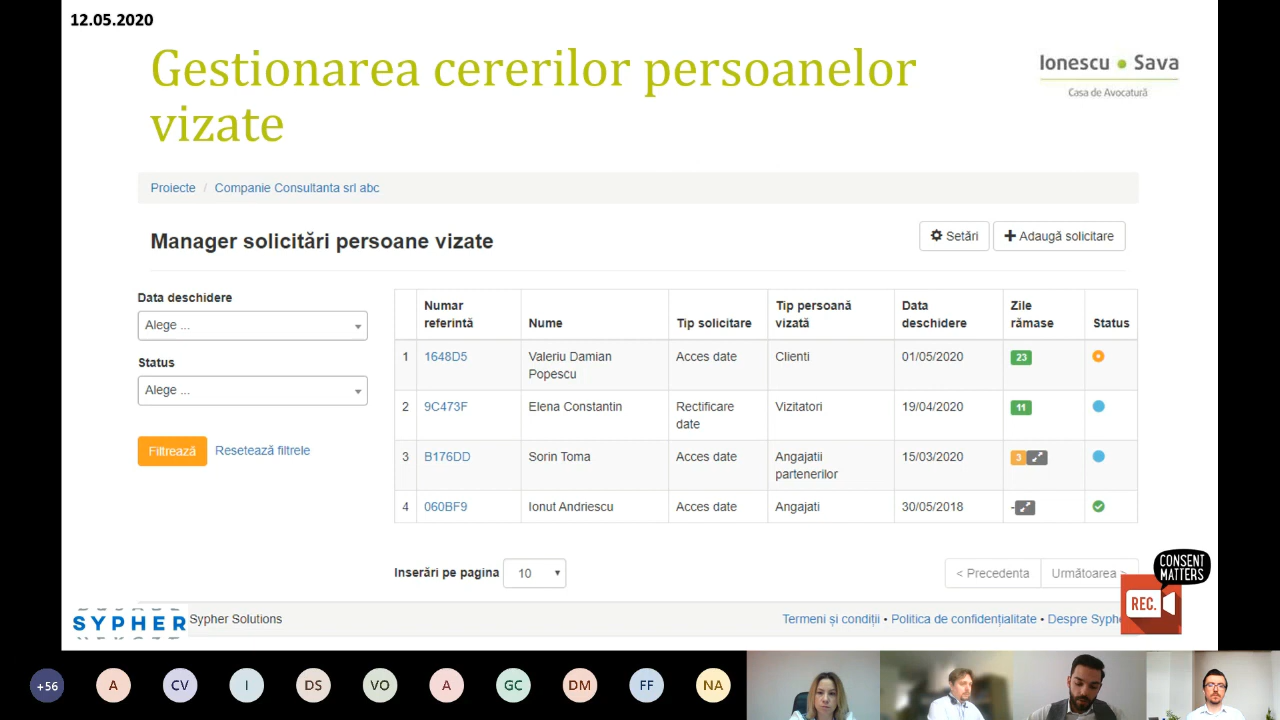 12.05.2020
Gestionarea cererilor persoanelor
vizate
Ionescu • Sava
Casa de Avocatură
Proiecte / Companie Consultanta srl abc
Manager solicitări persoane vizate
Setări
Adaugă solicitare
Data deschidere
Alege ...
Status
Alege ...
Filtrează Resetează filtrele
Numar referintă Nume Tip solicitare Tip persoană vizată Data deschidere Zile rămase Status
1 1648D5 Valeriu Damian Popescu Acces date Clienti 01/05/2020 23
2 9C473F Elena Constantin Rectificare date Vizitatori 19/04/2020 11
3 B176DD Sorin Toma Acces date Angajatii partenerilor 15/03/2020 3
4 060BF9 Ionut Andriescu Acces date Angajati 30/05/2018 -
Inserări pe pagina 10
< Precedenta Următoarea >
CONSENT
MATTERS
REC.
SYPHER Sypher Solutions
Termeni și condiții • Politica de confidențialitate • Despre Syphe
+56 A CV I DS VO A GC DM FF NA